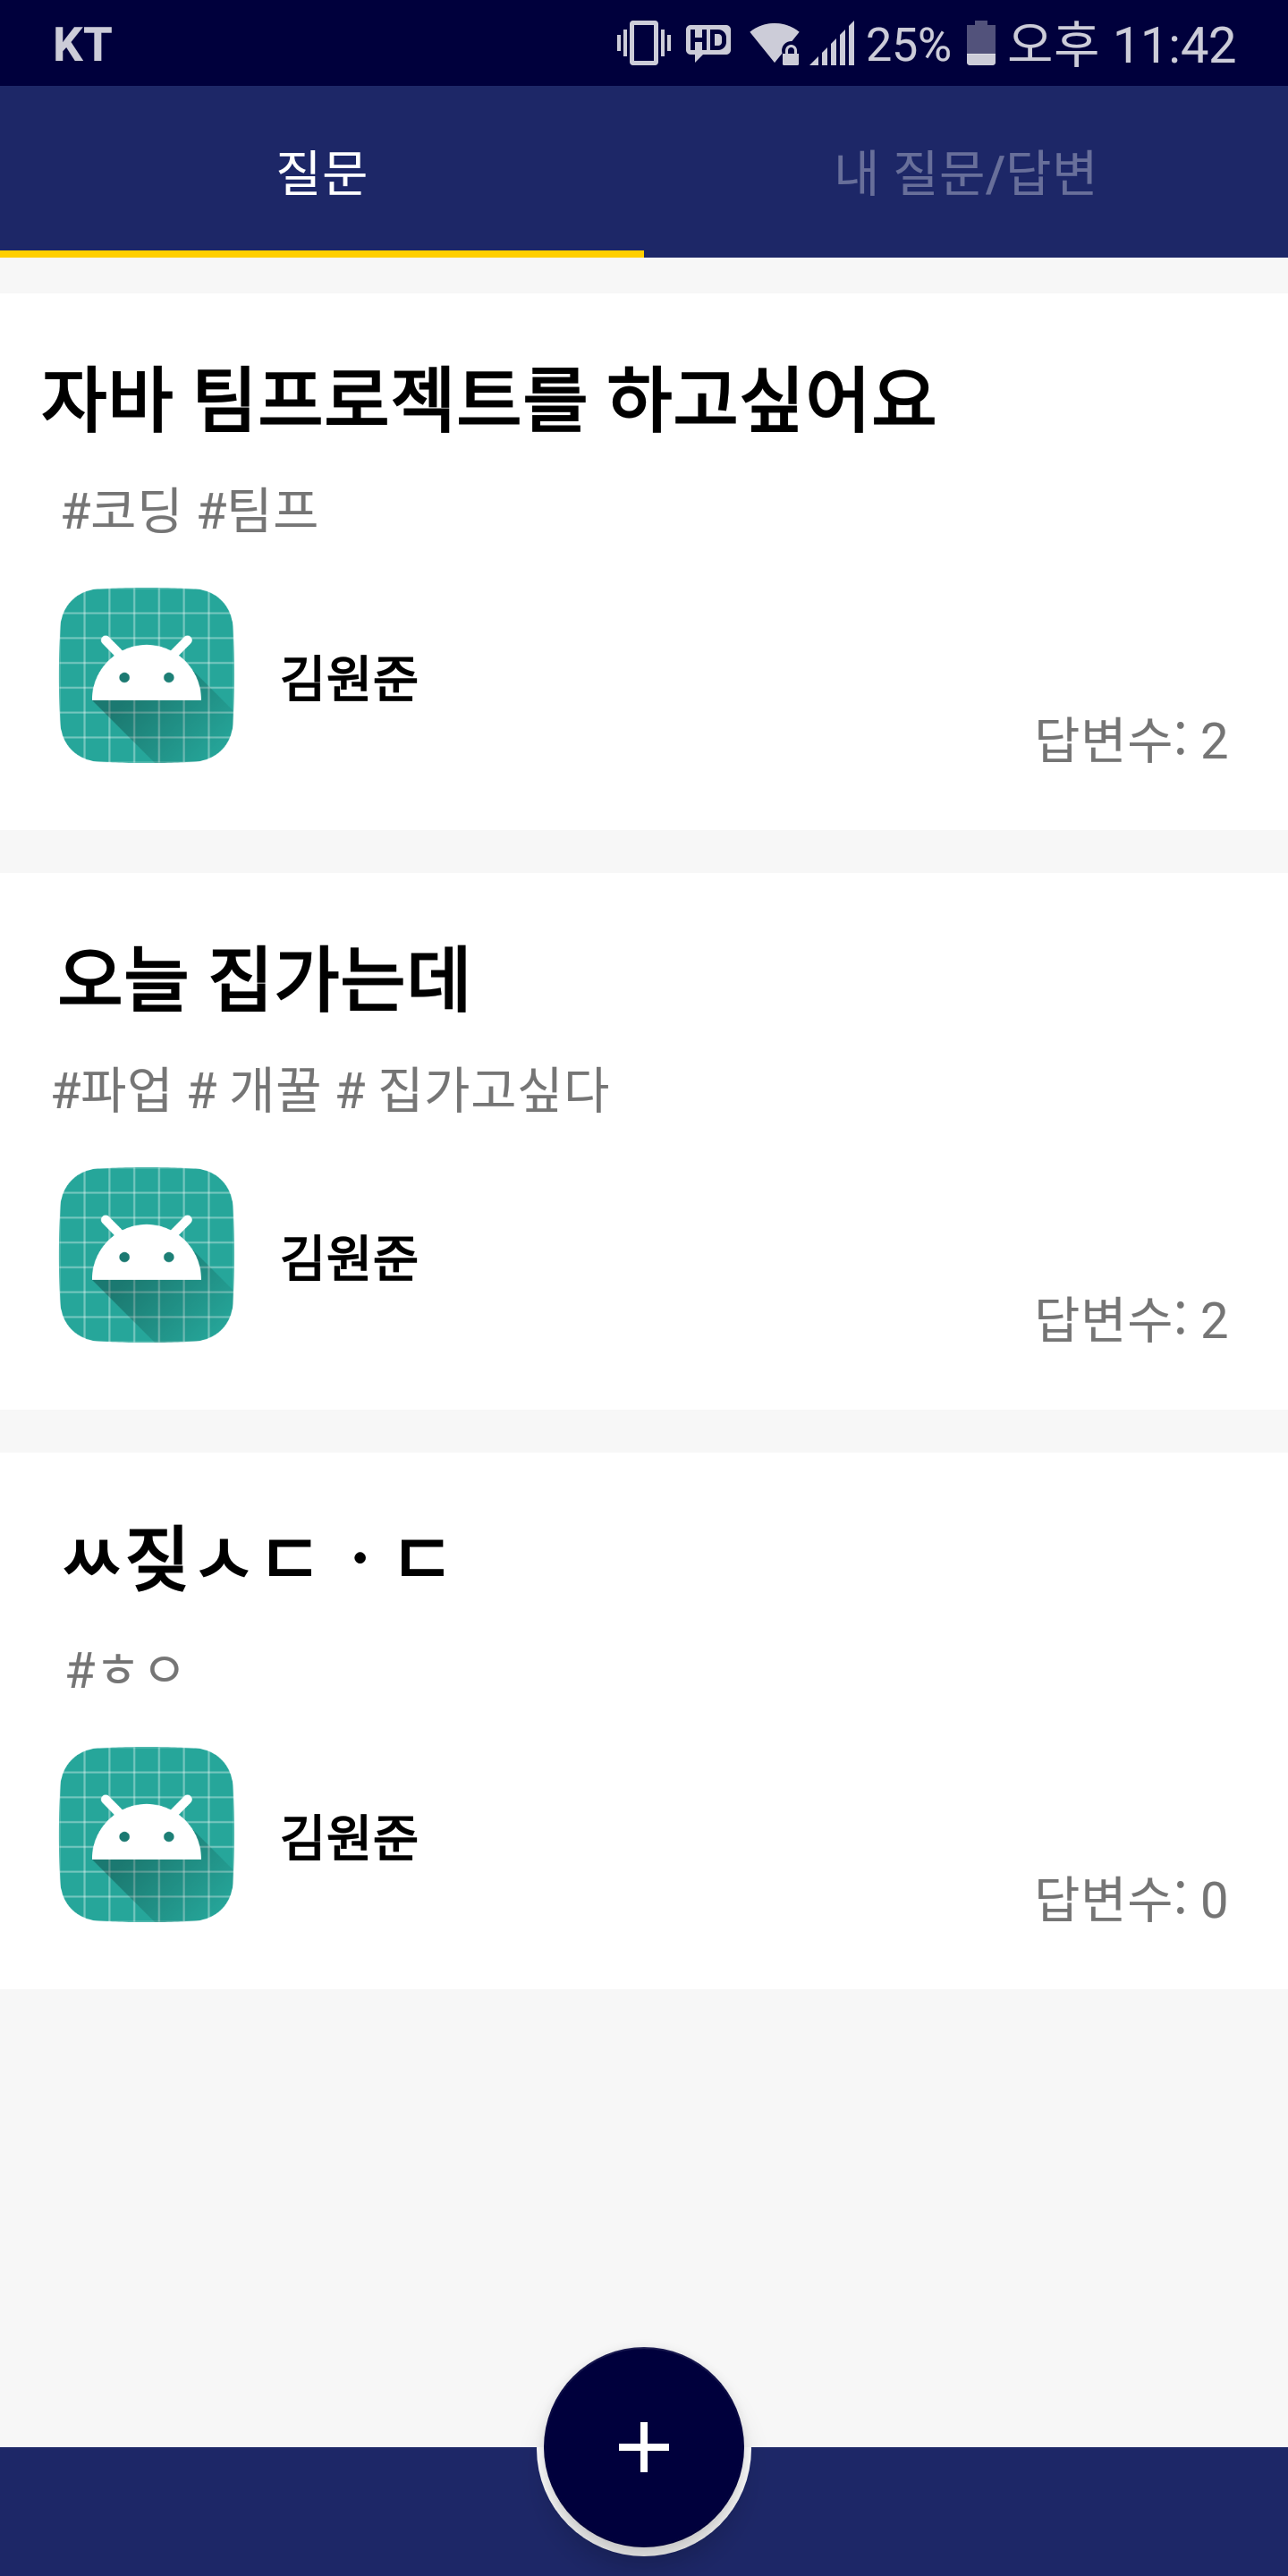 KT HD 25% 오후 11:42
질문 내 질문/답변
자바 팀프로젝트를 하고싶어요
#코딩 #팀프
김원준
답변수: 2
오늘 집가는데
#파업 # 개꿀 # 집가고싶다
김원준
답변수: 2
ㅆ짖ㅅㄷㆍㄷ
#ㅎㅇ
김원준
답변수: 0
+